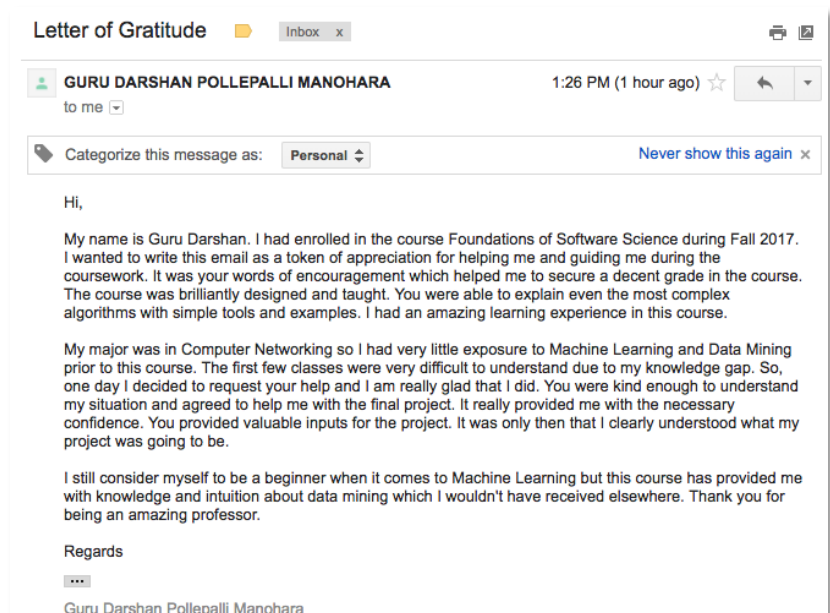 Letter of Gratitude
Inbox x
GURU DARSHAN POLLEPALLI MANOHARA
1:26 PM (1 hour ago)
to me
Categorize this message as: Personal
Never show this again ×
Hi,
My name is Guru Darshan. I had enrolled in the course Foundations of Software Science during Fall 2017.
I wanted to write this email as a token of appreciation for helping me and guiding me during the
coursework. It was your words of encouragement which helped me to secure a decent grade in the course.
The course was brilliantly designed and taught. You were able to explain even the most complex
algorithms with simple tools and examples. I had an amazing learning experience in this course.
My major was in Computer Networking so I had very little exposure to Machine Learning and Data Mining
prior to this course. The first few classes were very difficult to understand due to my knowledge gap. So,
one day I decided to request your help and I am really glad that I did. You were kind enough to understand
my situation and agreed to help me with the final project. It really provided me with the necessary
confidence. You provided valuable inputs for the project. It was only then that I clearly understood what my
project was going to be.
I still consider myself to be a beginner when it comes to Machine Learning but this course has provided me
with knowledge and intuition about data mining which I wouldn't have received elsewhere. Thank you for
being an amazing professor.
Regards
...
Guru Darshan Pollepalli Manohara